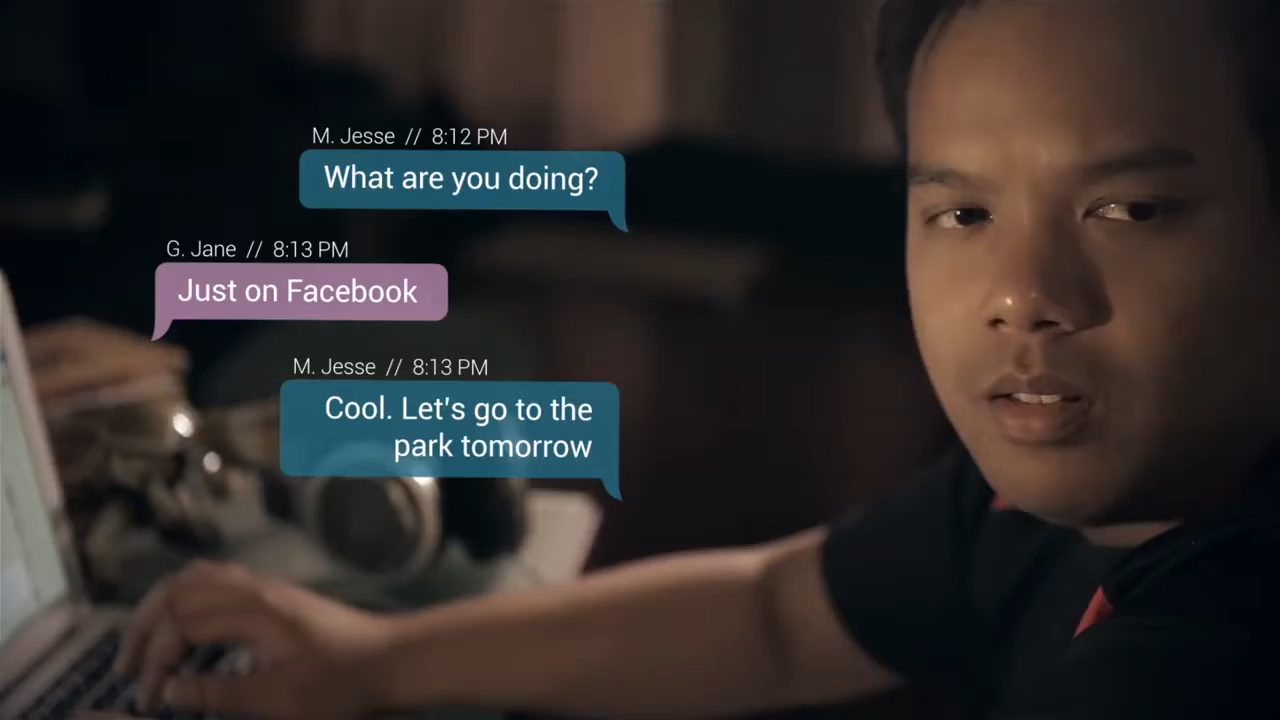 M. Jesse // 8:12 PM
What are you doing?
G. Jane // 8:13 PM
Just on Facebook
M. Jesse // 8:13 PM
Cool. Let's go to the
park tomorrow